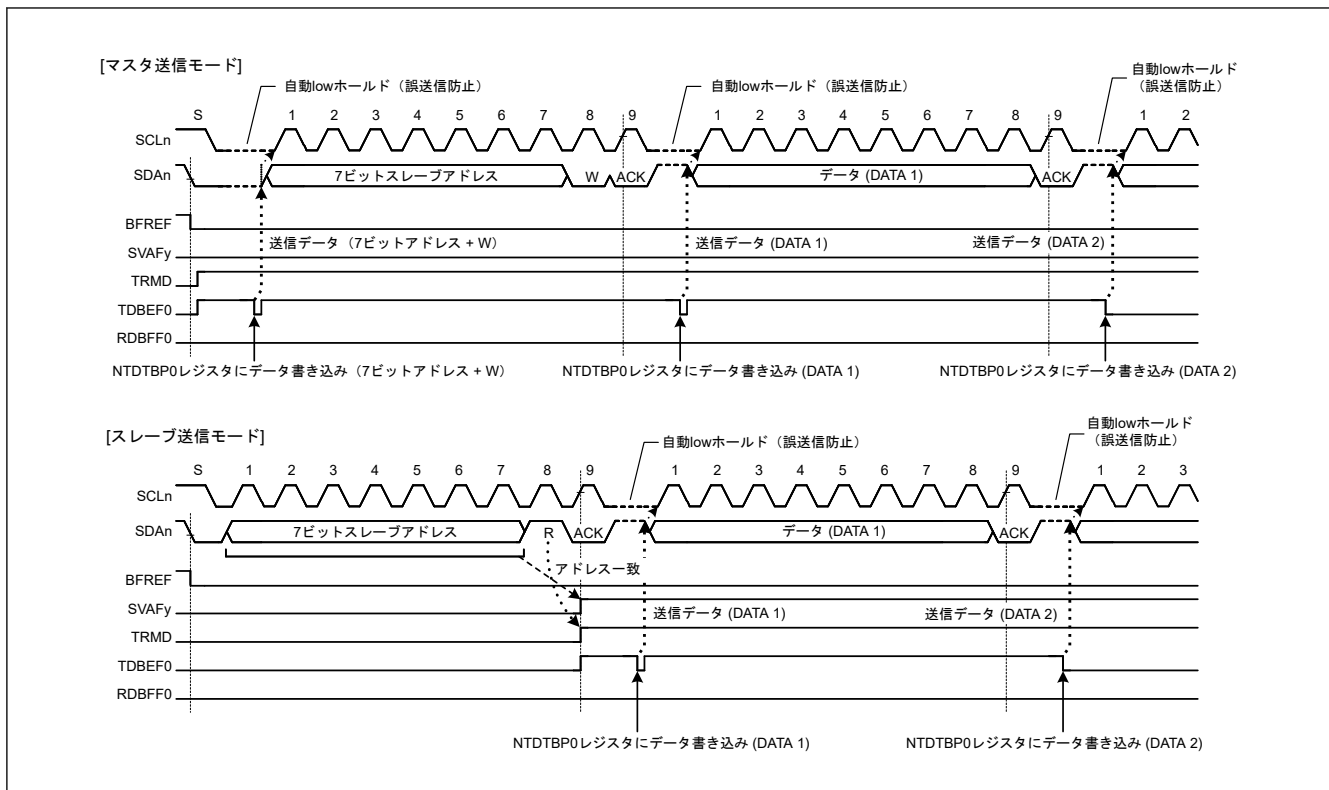 [マスタ送信モード]
自動lowホールド（誤送信防止）
自動lowホールド（誤送信防止）
自動lowホールド
（誤送信防止）
S 1 2 3 4 5 6 7 8 9 1 2 3 4 5 6 7 8 9 1 2
SCLn
SDAn 7ビットスレーブアドレス W ACK データ (DATA 1) ACK
BFREF
送信データ（7ビットアドレス + W） 送信データ (DATA 1) 送信データ (DATA 2)
SVAFy
TRMD
TDBEF0
RDBFF0
NTDTBP0レジスタにデータ書き込み（7ビットアドレス + W） NTDTBP0レジスタにデータ書き込み (DATA 1) NTDTBP0レジスタにデータ書き込み (DATA 2)
[スレーブ送信モード]
自動lowホールド（誤送信防止）
自動lowホールド
（誤送信防止）
S 1 2 3 4 5 6 7 8 9 1 2 3 4 5 6 7 8 9 1 2 3
SCLn
SDAn 7ビットスレーブアドレス R ACK データ (DATA 1) ACK
アドレス一致
BFREF
SVAFy 送信データ (DATA 1) 送信データ (DATA 2)
TRMD
TDBEF0
RDBFF0
NTDTBP0レジスタにデータ書き込み (DATA 1) NTDTBP0レジスタにデータ書き込み (DATA 2)